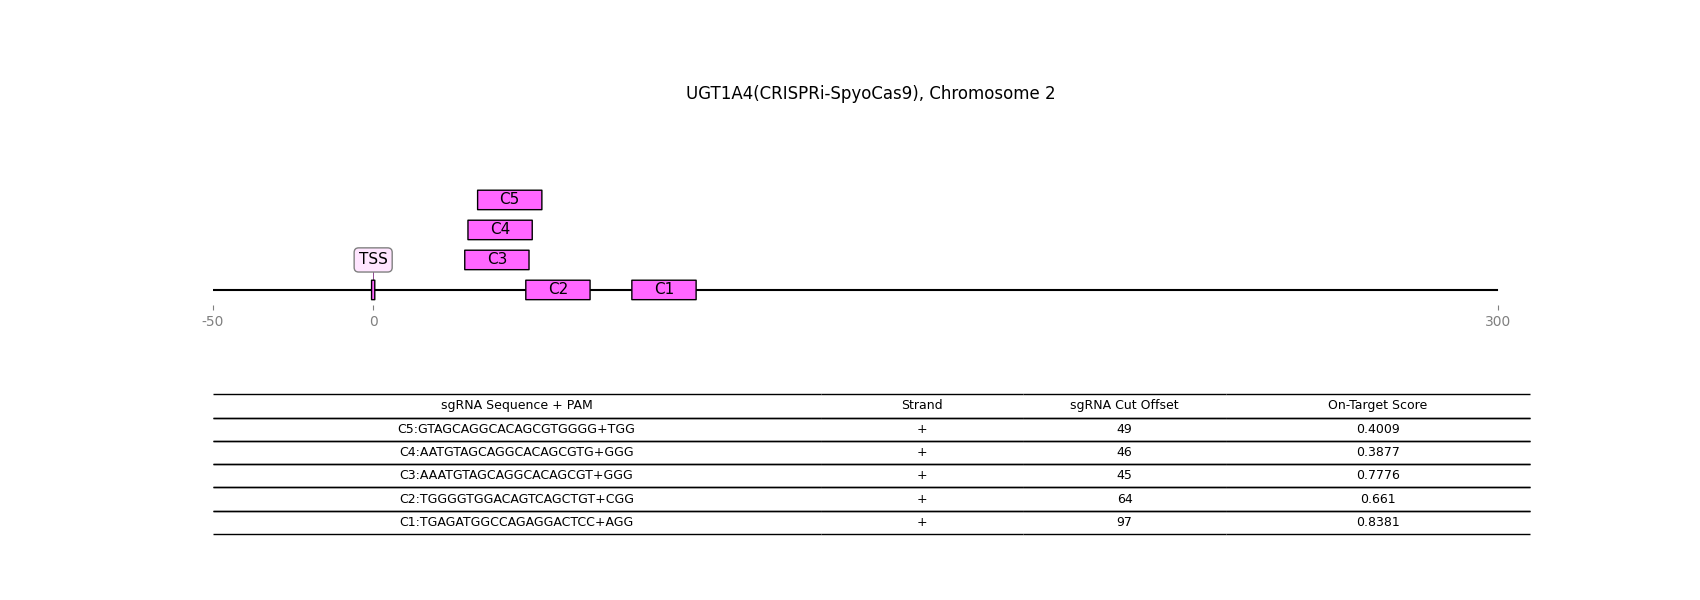 UGT1A4(CRISPRi-SpyoCas9), Chromosome 2
C5
C4
TSS C3
C2 C1
-50 0 300
sgRNA Sequence + PAM Strand sgRNA Cut Offset On-Target Score
C5:GTAGCAGGCACAGCGTGGGG+TGG + 49 0.4009
C4:AATGTAGCAGGCACAGCGTG+GGG + 46 0.3877
C3:AAATGTAGCAGGCACAGCGT+GGG + 45 0.7776
C2:TGGGGTGGACAGTCAGCTGT+CGG + 64 0.661
C1:TGAGATGGCCAGAGGACTCC+AGG + 97 0.8381